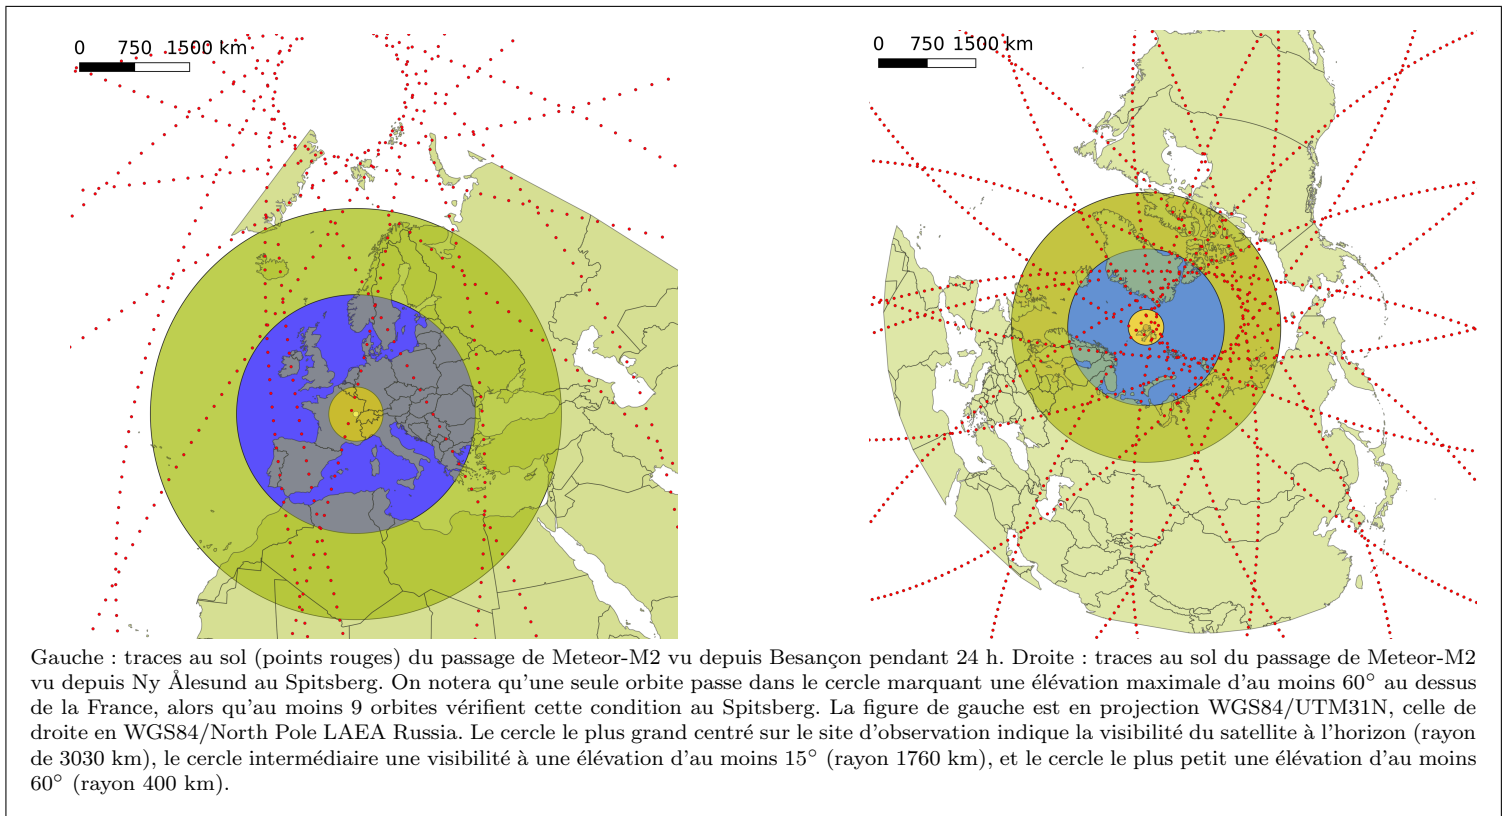 0 750 1500 km
0 750 1500 km
Gauche : traces au sol (points rouges) du passage de Meteor-M2 vu depuis Besançon pendant 24 h. Droite : traces au sol du passage de Meteor-M2
vu depuis Ny Ålesund au Spitsberg. On notera qu'une seule orbite passe dans le cercle marquant une élévation maximale d'au moins 60° au dessus
de la France, alors qu'au moins 9 orbites vérifient cette condition au Spitsberg. La figure de gauche est en projection WGS84/UTM31N, celle de
droite en WGS84/North Pole LAEA Russia. Le cercle le plus grand centré sur le site d'observation indique la visibilité du satellite à l'horizon (rayon
de 3030 km), le cercle intermédiaire une visibilité à une élévation d'au moins 15° (rayon 1760 km), et le cercle le plus petit une élévation d'au moins
60° (rayon 400 km).